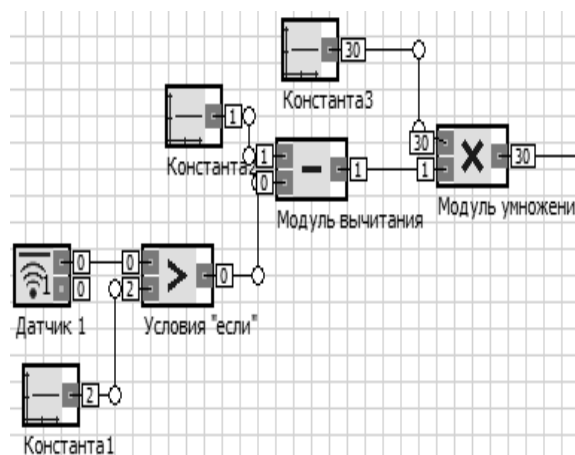 30
Константа3
1
Константа2
1
0
1
Модуль вычитания
30
1
30
Модуль умножени
1
0
0
0
2
0
Датчик 1
Условия "если"
2
Константа1